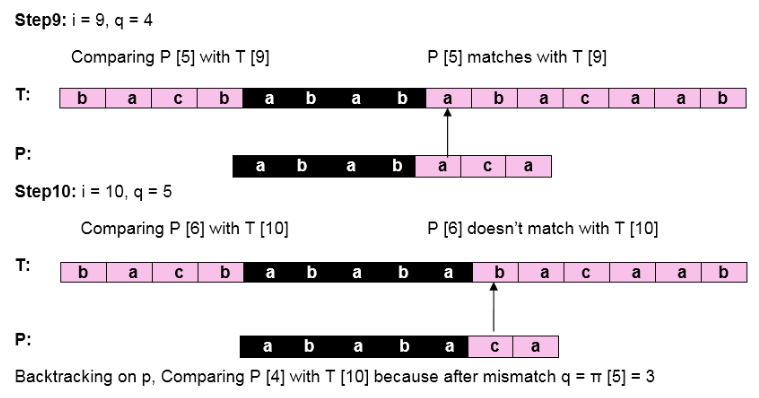 Step9: i = 9, q = 4
Comparing P [5] with T [9] P [5] matches with T [9]
T: b a c b a b a b a b a c a a b
P: a b a b a c a
Step10: i = 10, q = 5
Comparing P [6] with T [10] P [6] doesn't match with T [10]
T: b a c b a b a b a b a c a a b
P: a b a b a c a
Backtracking on p, Comparing P [4] with T [10] because after mismatch q = π [5] = 3